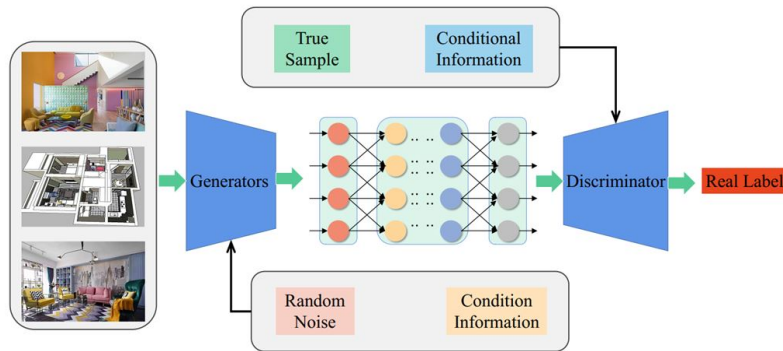 True
Sample
Conditional
Information
Generators
Discriminator
Real Label
Random
Noise
Condition
Information